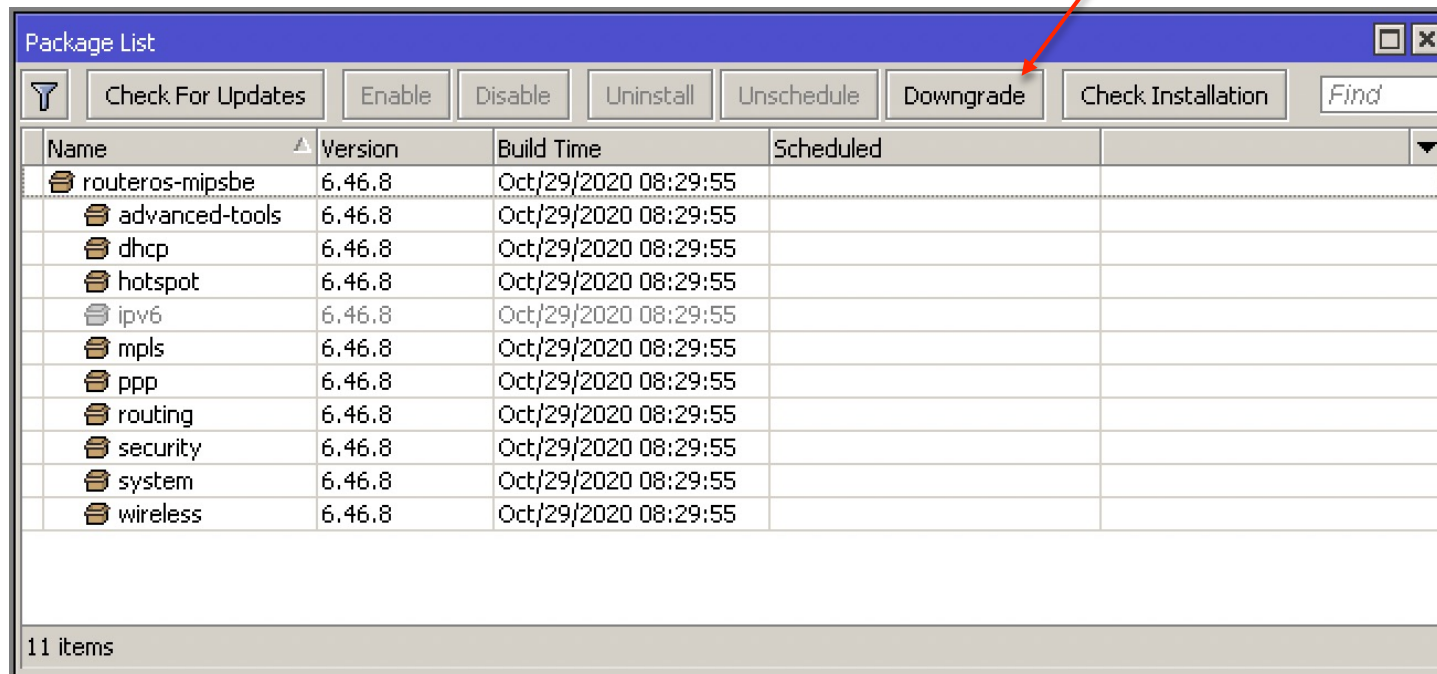 Package List
Check For Updates Enable Disable Uninstall Unschedule Downgrade Check Installation Find
Name Version Build Time Scheduled
routeros-mipsbe 6.46.8 Oct/29/2020 08:29:55
advanced-tools 6.46.8 Oct/29/2020 08:29:55
dhcp 6.46.8 Oct/29/2020 08:29:55
hotspot 6.46.8 Oct/29/2020 08:29:55
ipv6 6.46.8 Oct/29/2020 08:29:55
mpls 6.46.8 Oct/29/2020 08:29:55
ppp 6.46.8 Oct/29/2020 08:29:55
routing 6.46.8 Oct/29/2020 08:29:55
security 6.46.8 Oct/29/2020 08:29:55
system 6.46.8 Oct/29/2020 08:29:55
wireless 6.46.8 Oct/29/2020 08:29:55
11 items